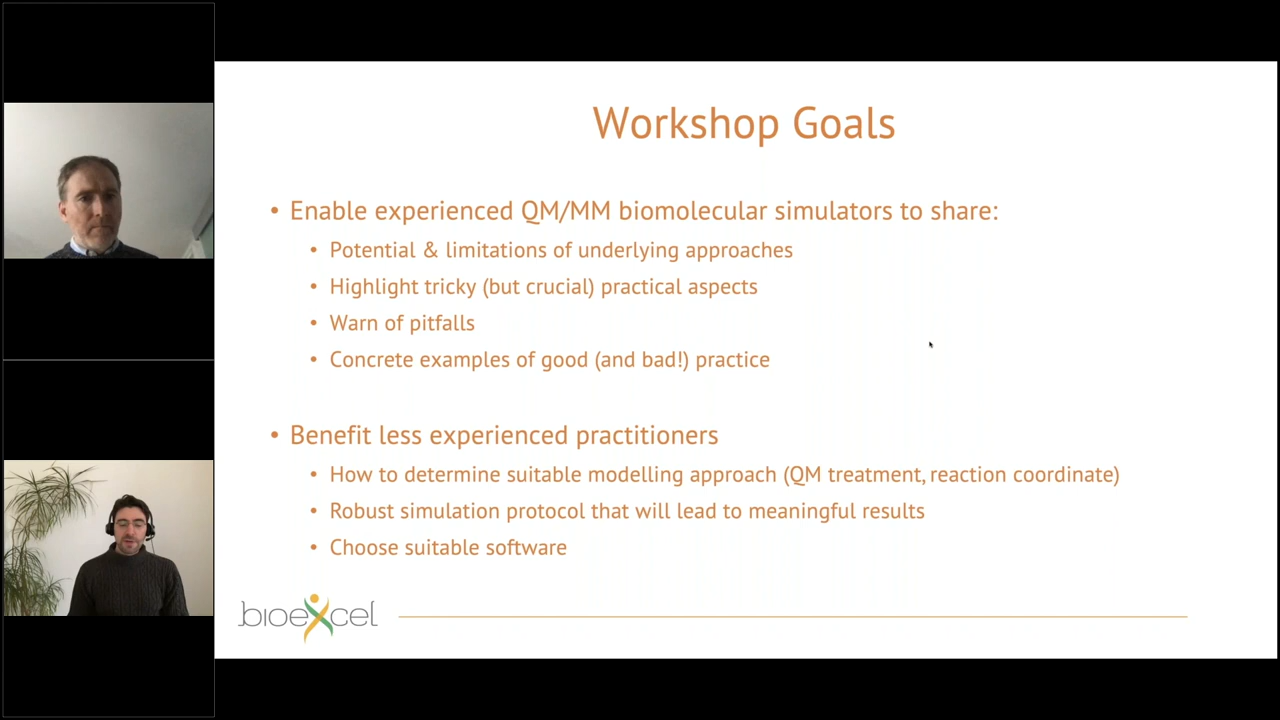 Workshop Goals
• Enable experienced QM/MM biomolecular simulators to share:
• Potential & limitations of underlying approaches
• Highlight tricky (but crucial) practical aspects
• Warn of pitfalls
• Concrete examples of good (and bad!) practice
• Benefit less experienced practitioners
• How to determine suitable modelling approach (QM treatment, reaction coordinate)
• Robust simulation protocol that will lead to meaningful results
• Choose suitable software
bioexcel